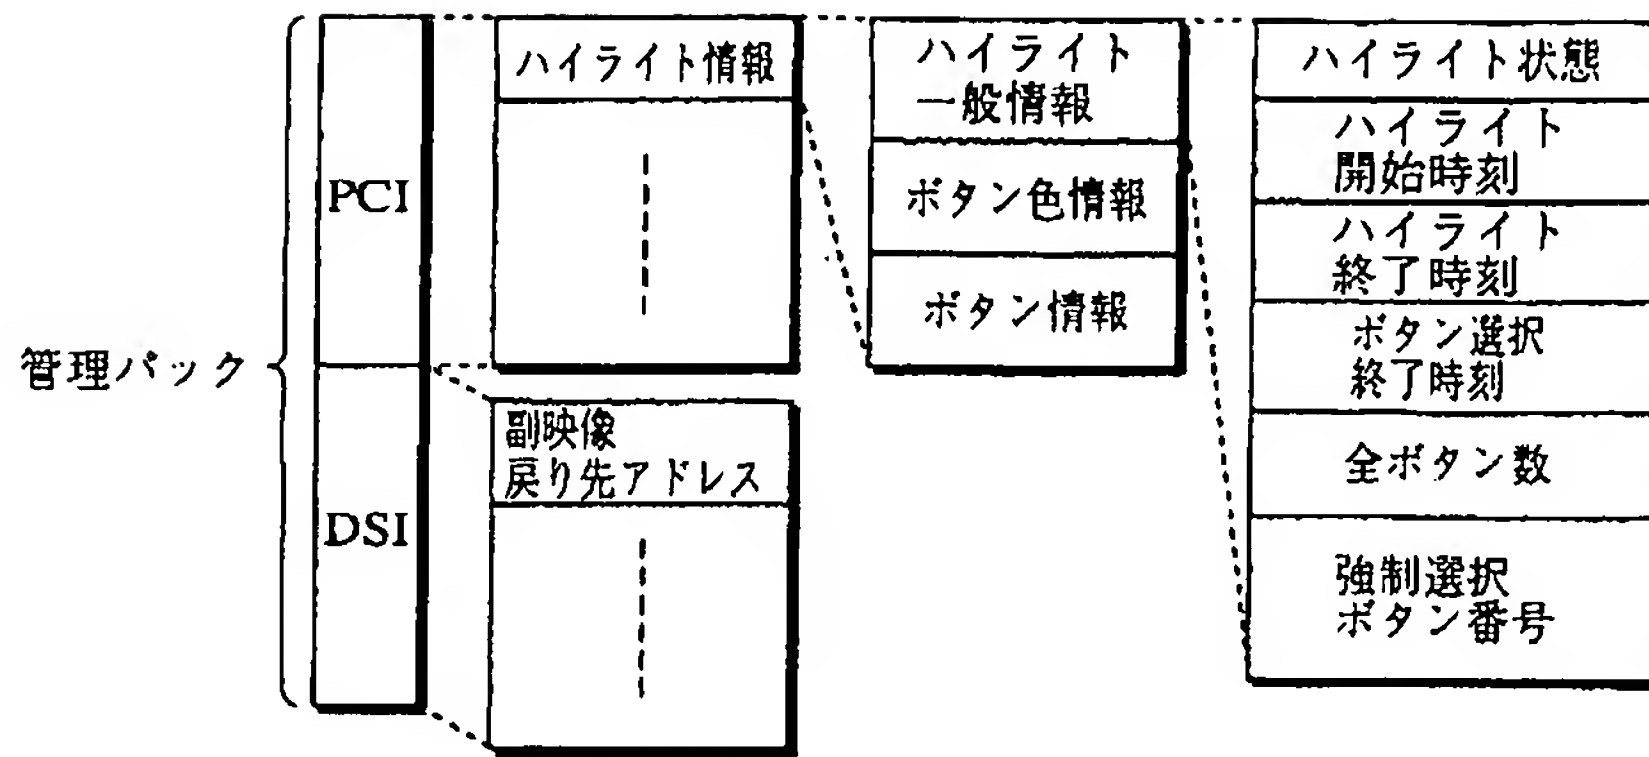 管理パック
PCI
DSI
ハイライト情報
副映像
戻り先アドレス
ハイライト
一般情報
ボタン色情報
ボタン情報
ハイライト状態
ハイライト
開始時刻
ハイライト
終了時刻
ボタン選択
終了時刻
全ボタン数
強制選択
ボタン番号